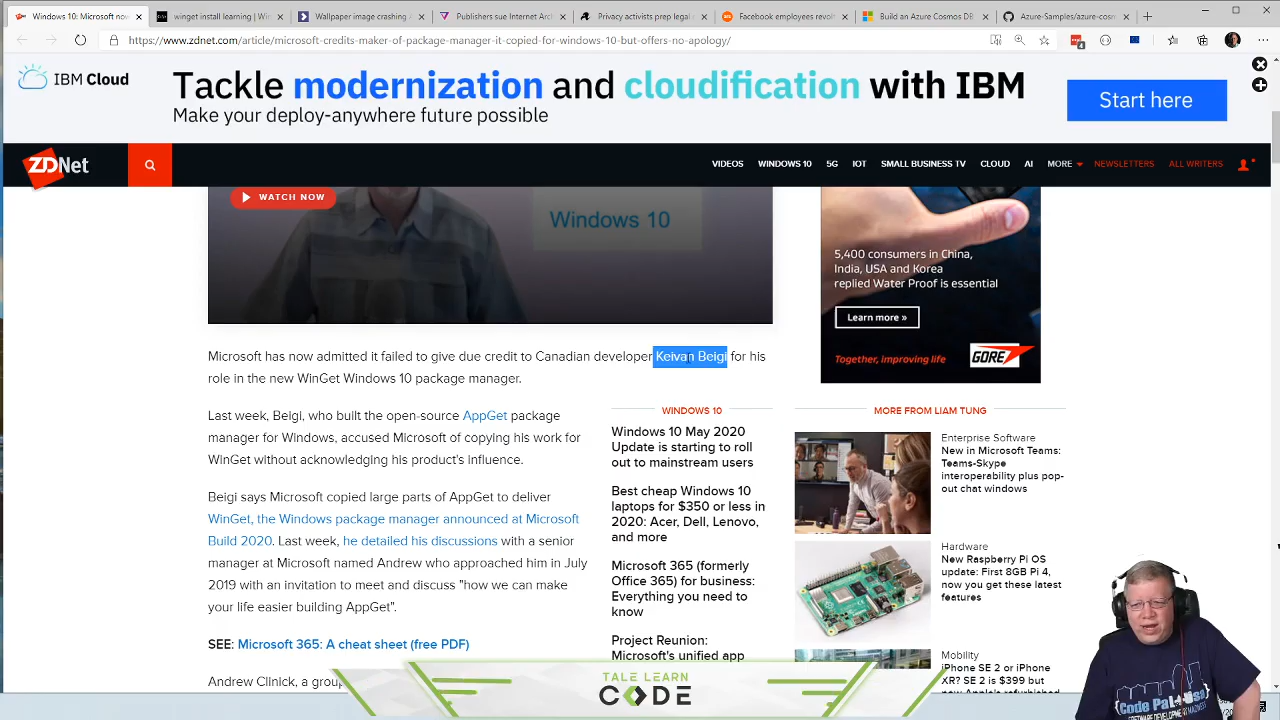 Microsoft now
Winget install
Wallpaper images
Publishers sue Internet Arch
Privacy activists prep legal
Facebook employees revol
Build an Azure Cosmos DB
Azure-Samples/azure-cosm
https://www.zdnet.com/article/microsoft-credits-maker-of-package-manager-it-copied-for-windows-10-but-offers-no-apology/
4
IBM Cloud
Tackle modernization and cloudification with IBM
Make your deploy-anywhere future possible
Start here
ZDNet
VIDEOS WINDOWS 10 5G IOT SMALL BUSINESS TV CLOUD AI MORE NEWSLETTERS ALL WRITERS
WATCH NOW
Windows 10
Microsoft has now admitted it failed to give due credit to Canadian developer Keivan Beigi for his
role in the new WinGet Windows 10 package manager.
Last week, Beigi, who built the open-source AppGet package
manager for Windows, accused Microsoft of copying his work for
WinGet without acknowledging his product's influence.
Beigi says Microsoft copied large parts of AppGet to deliver
WinGet, the Windows package manager announced at Microsoft
Build 2020. Last week, he detailed his discussions with a senior
manager at Microsoft named Andrew who approached him in July
2019 with an offer to meet and discuss "how we can make
your life easier building AppGet".
SEE: Microsoft 365: A cheat sheet (free PDF)
Andrew Clinick, a grou
WINDOWS 10
Windows 10 May 2020
Update is starting to roll
out to mainstream users
Best cheap Windows 10
laptops for $350 or less in
2020: Acer, Dell, Lenovo,
and more
Microsoft 365 (formerly
Office 365) for business:
Everything you need to
know
Project Reunion:
Microsoft's unified app
5,400 consumers in China,
India, USA and Korea
replied Water Proof is essential
Learn more »
Together, improving life
GORE
MORE FROM LIAM TUNG
Enterprise Software
New in Microsoft Teams:
Teams-Skype
interoperability plus pop-
out chat windows
Hardware
New Raspberry Pi OS
update: First 8GB Pi 4,
now you get these latest
features
Mobility
iPhone SE 2 or iPhone
XR? SE 2 is $399 but
now Apple's refurbished
TALE LEARN
CODE
Code PaLOUsa
SOFTWARE DEVELOPMENT